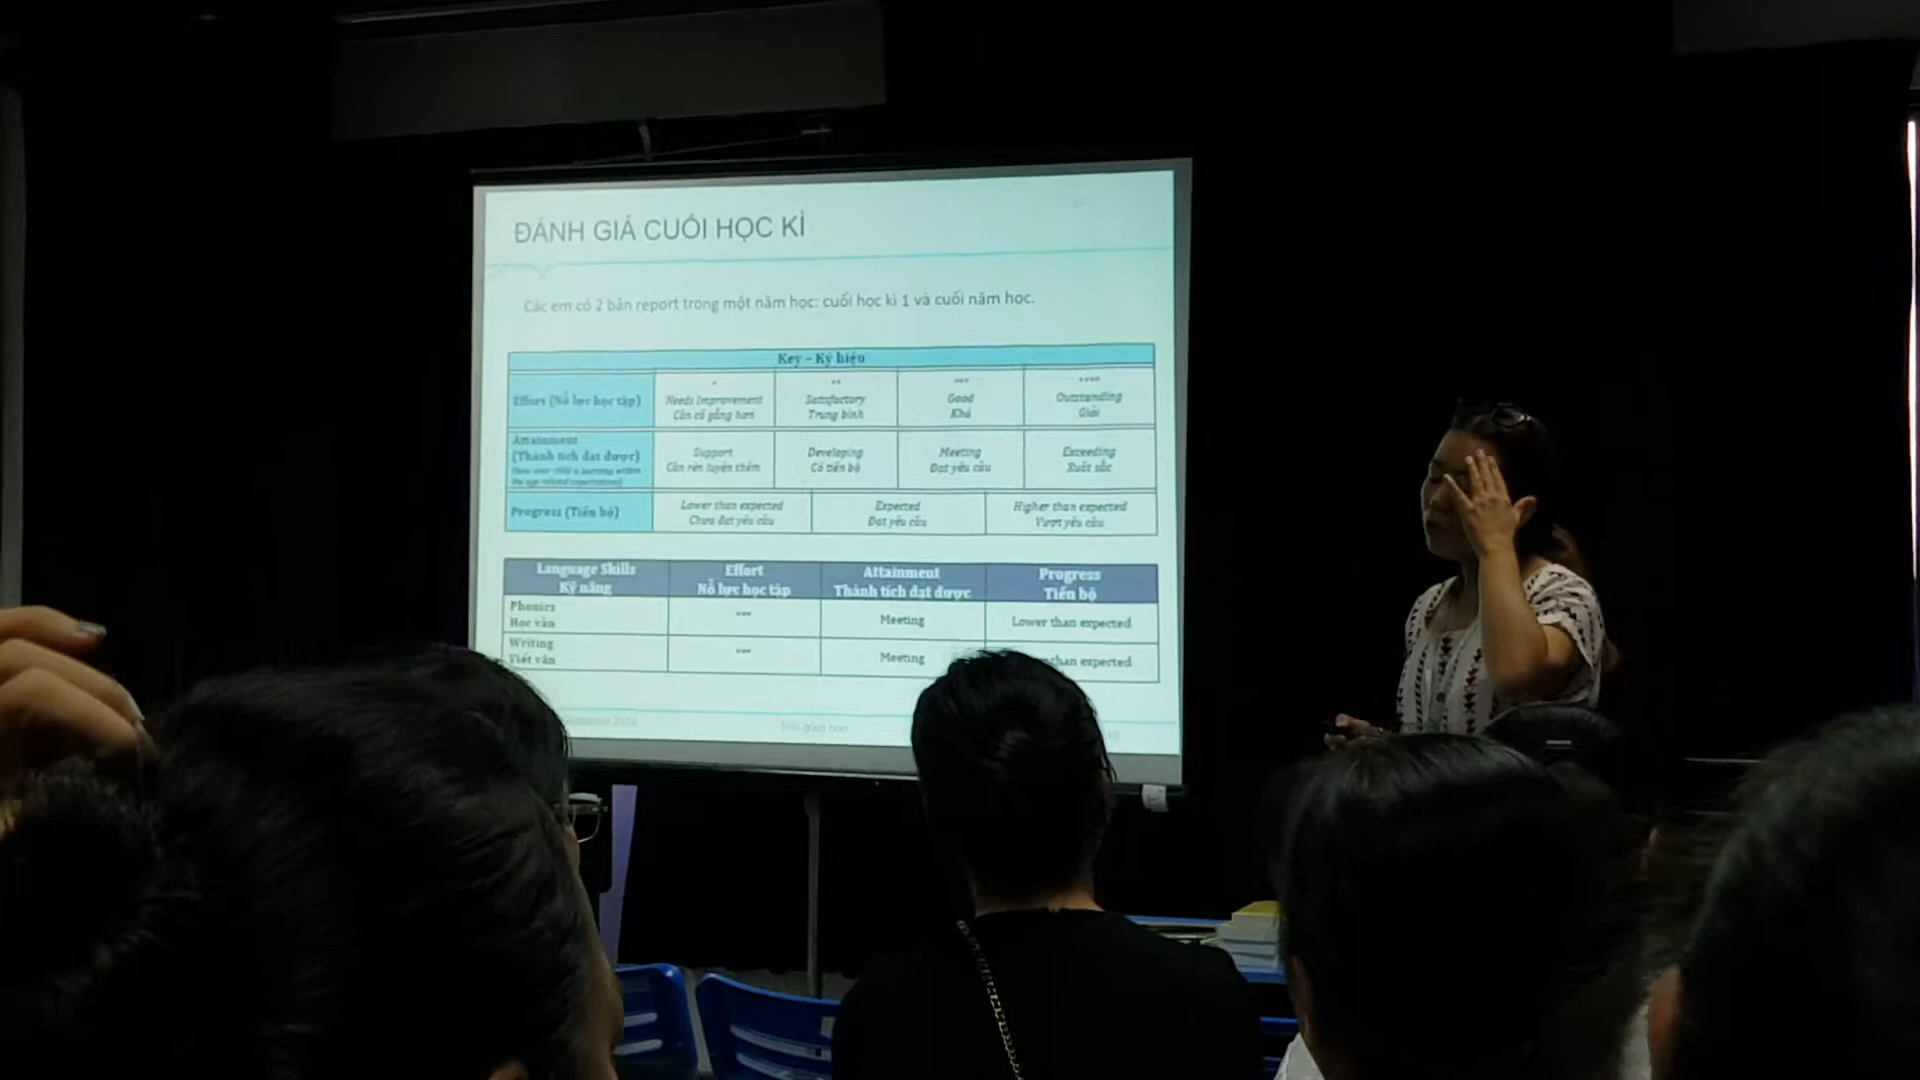 ĐÁNH GIÁ CUỐI HỌC KÌ
Các em có 2 bản report trong một năm học: cuối học kì 1 và cuối năm học.
Key – Ký hiệu
Effort (Nỗ lực học tập)
* ** *** ****
Needs Improvement Satisfactory Good Outstanding
Cần cố gắng hơn Trung bình Khá Giỏi
Attainment
(Thành tích đạt được)
Support Developing Meeting Exceeding
Cần rèn luyện thêm Có tiến bộ Đạt yêu cầu Xuất sắc
Progress (Tiến bộ)
Lower than expected Expected Higher than expected
Chưa đạt yêu cầu Đạt yêu cầu Vượt yêu cầu
Language Skills Effort Attainment Progress
Kỹ năng Nỗ lực học tập Thành tích đạt được Tiến bộ
Phonics
Học vần
*** Meeting Lower than expected
Writing
Viết văn
*** Meeting than expected